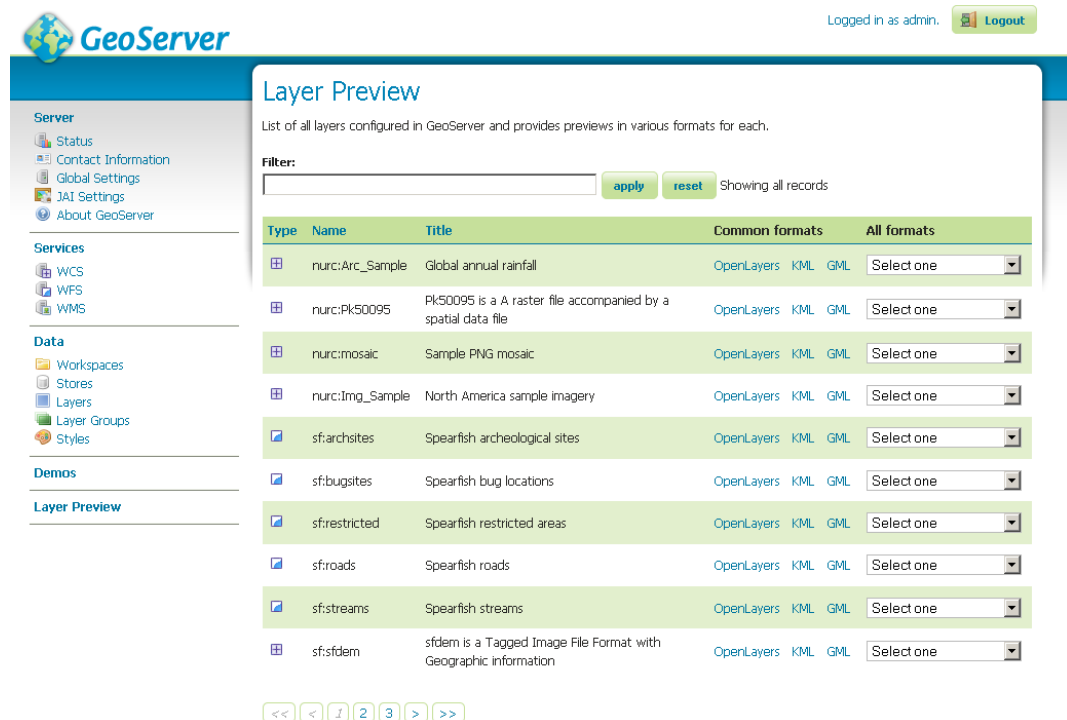 GeoServer
Logged in as admin. Logout
Layer Preview
List of all layers configured in GeoServer and provides previews in various formats for each.
Server
Status
Contact Information
Global Settings
JAI Settings
About GeoServer
Services
WCS
WFS
WMS
Data
Workspaces
Stores
Layers
Layer Groups
Styles
Demos
Layer Preview
Filter:
apply reset Showing all records
Type Name Title Common formats All formats
nurc:Arc_Sample Global annual rainfall OpenLayers KML GML Select one
nurc:Pk50095 Pk50095 is a A raster file accompanied by a
spatial data file OpenLayers KML GML Select one
nurc:mosaic Sample PNG mosaic OpenLayers KML GML Select one
nurc:Img_Sample North America sample imagery OpenLayers KML GML Select one
sf:archsites Spearfish archeological sites OpenLayers KML GML Select one
sf:bugsites Spearfish bug locations OpenLayers KML GML Select one
sf:restricted Spearfish restricted areas OpenLayers KML GML Select one
sf:roads Spearfish roads OpenLayers KML GML Select one
sf:streams Spearfish streams OpenLayers KML GML Select one
sf:sfdem sfdem is a Tagged Image File Format with
Geographic information OpenLayers KML GML Select one
<< < 1 2 3 > >>